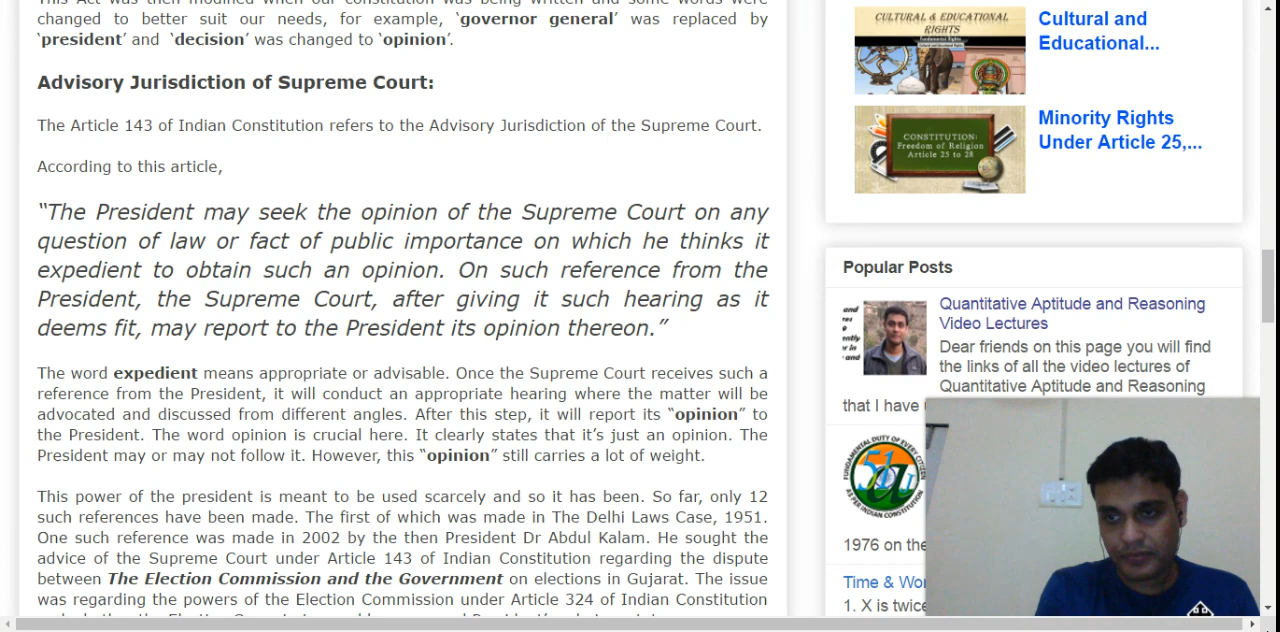 This Act was then modified when our constitution was being written and some words were
changed to better suit our needs, for example, ‘governor general’ was replaced by
‘president’ and ‘decision’ was changed to ‘opinion’.
Advisory Jurisdiction of Supreme Court:
The Article 143 of Indian Constitution refers to the Advisory Jurisdiction of the Supreme Court.
According to this article,
“The President may seek the opinion of the Supreme Court on any
question of law or fact of public importance on which he thinks it
expedient to obtain such an opinion. On such reference from the
President, the Supreme Court, after giving it such hearing as it
deems fit, may report to the President its opinion thereon.”
The word expedient means appropriate or advisable. Once the Supreme Court receives such a
reference from the President, it will conduct an appropriate hearing where the matter will be
advocated and discussed from different angles. After this step, it will report its “opinion” to
the President. The word opinion is crucial here. It clearly states that it’s just an opinion. The
President may or may not follow it. However, this “opinion” still carries a lot of weight.
This power of the president is meant to be used scarcely and so it has been. So far, only 12
such references have been made. The first of which was made in The Delhi Laws Case, 1951.
One such reference was made in 2002 by the then President Dr Abdul Kalam. He sought the
advice of the Supreme Court under Article 143 of Indian Constitution regarding the dispute
between The Election Commission and the Government on elections in Gujarat. The issue
was regarding the powers of the Election Commission under Article 324 of Indian Constitution
CULTURAL & EDUCATIONAL
RIGHTS
Cultural and
Educational...
CONSTITUTION:
Freedom of Religion
Article 25 to 28
Minority Rights
Under Article 25,...
Popular Posts
Quantitative Aptitude and Reasoning
Video Lectures
Dear friends on this page you will find
the links of all the video lectures of
Quantitative Aptitude and Reasoning
that I have
FUNDAMENTAL DUTY OF EVERY CITIZEN
51 a
AS PER INDIAN CONSTITUTION
1976 on the
Time & Wor
1. X is twice